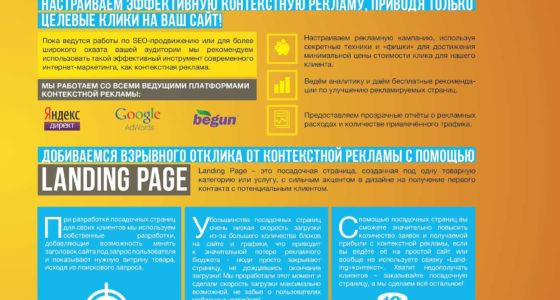 НАСТРАИВАЕМ ЭФФЕКТИВНУЮ КОНТЕКСТНУЮ РЕКЛАМУ, ПРИВОДЯ ТОЛЬКО
ЦЕЛЕВЫЕ КЛИКИ НА ВАШ САЙТ!
Пока ведутся работы по SEO-продвижению или для более
широкого охвата вашей аудитории мы рекомендуем
использовать такой эффективный инструмент современного
интернет-маркетинга, как контекстная реклама.
МЫ РАБОТАЕМ СО ВСЕМИ ВЕДУЩИМИ ПЛАТФОРМАМИ
КОНТЕКСТНОЙ РЕКЛАМЫ:
Яндекс
директ
Google
AdWords
begun
Настраиваем рекламную кампанию, используя
секретные техники и «фишки» для достижения
минимальной цены стоимости клика для нашего
клиента.
Ведём аналитику и даём бесплатные рекоменда-
ции по улучшению рекламируемых страниц.
Предоставляем прозрачные отчёты о рекламных
расходах и количестве привлечённого трафика.
ДОБИВАЕМСЯ ВЗРЫВНОГО ОТКЛИКА ОТ КОНТЕКСТНОЙ РЕКЛАМЫ С ПОМОЩЬЮ
LANDING PAGE
Landing Page – это посадочная страница, созданная под одну товарную
категорию или услугу, с сильным акцентом в дизайне на получение первого
контакта с потенциальным клиентом.
При разработке посадочных страниц
для своих клиентов мы используем
собственные разработки,
добавляющие возможность менять
заголовок сайта под запрос пользователя
и показывают нужную витрину товара,
исходя из поискового запроса.
У большинства посадочных страниц
очень низкая скорость загрузки
из-за большого количества блоков
на сайте и графики, что приводит
к значительной потере рекламного
бюджета - люди просто закрывают
страницу, не дождавшись окончания
загрузки! Мы проработали этот момент и
сделали скорость загрузки максимально
возможной, не забыв о пользователях
С помощью посадочных страниц вы
сможете значительно повысить
количество заявок и получаемой
прибыли с контекстной рекламы, если
вы ведёте её на простой сайт или
вообще не используете связку «Land-
ing+контекст». Хватит недополучать
клиентов - заказывайте посадочную
страницу, а мы сделаем всё остальное!